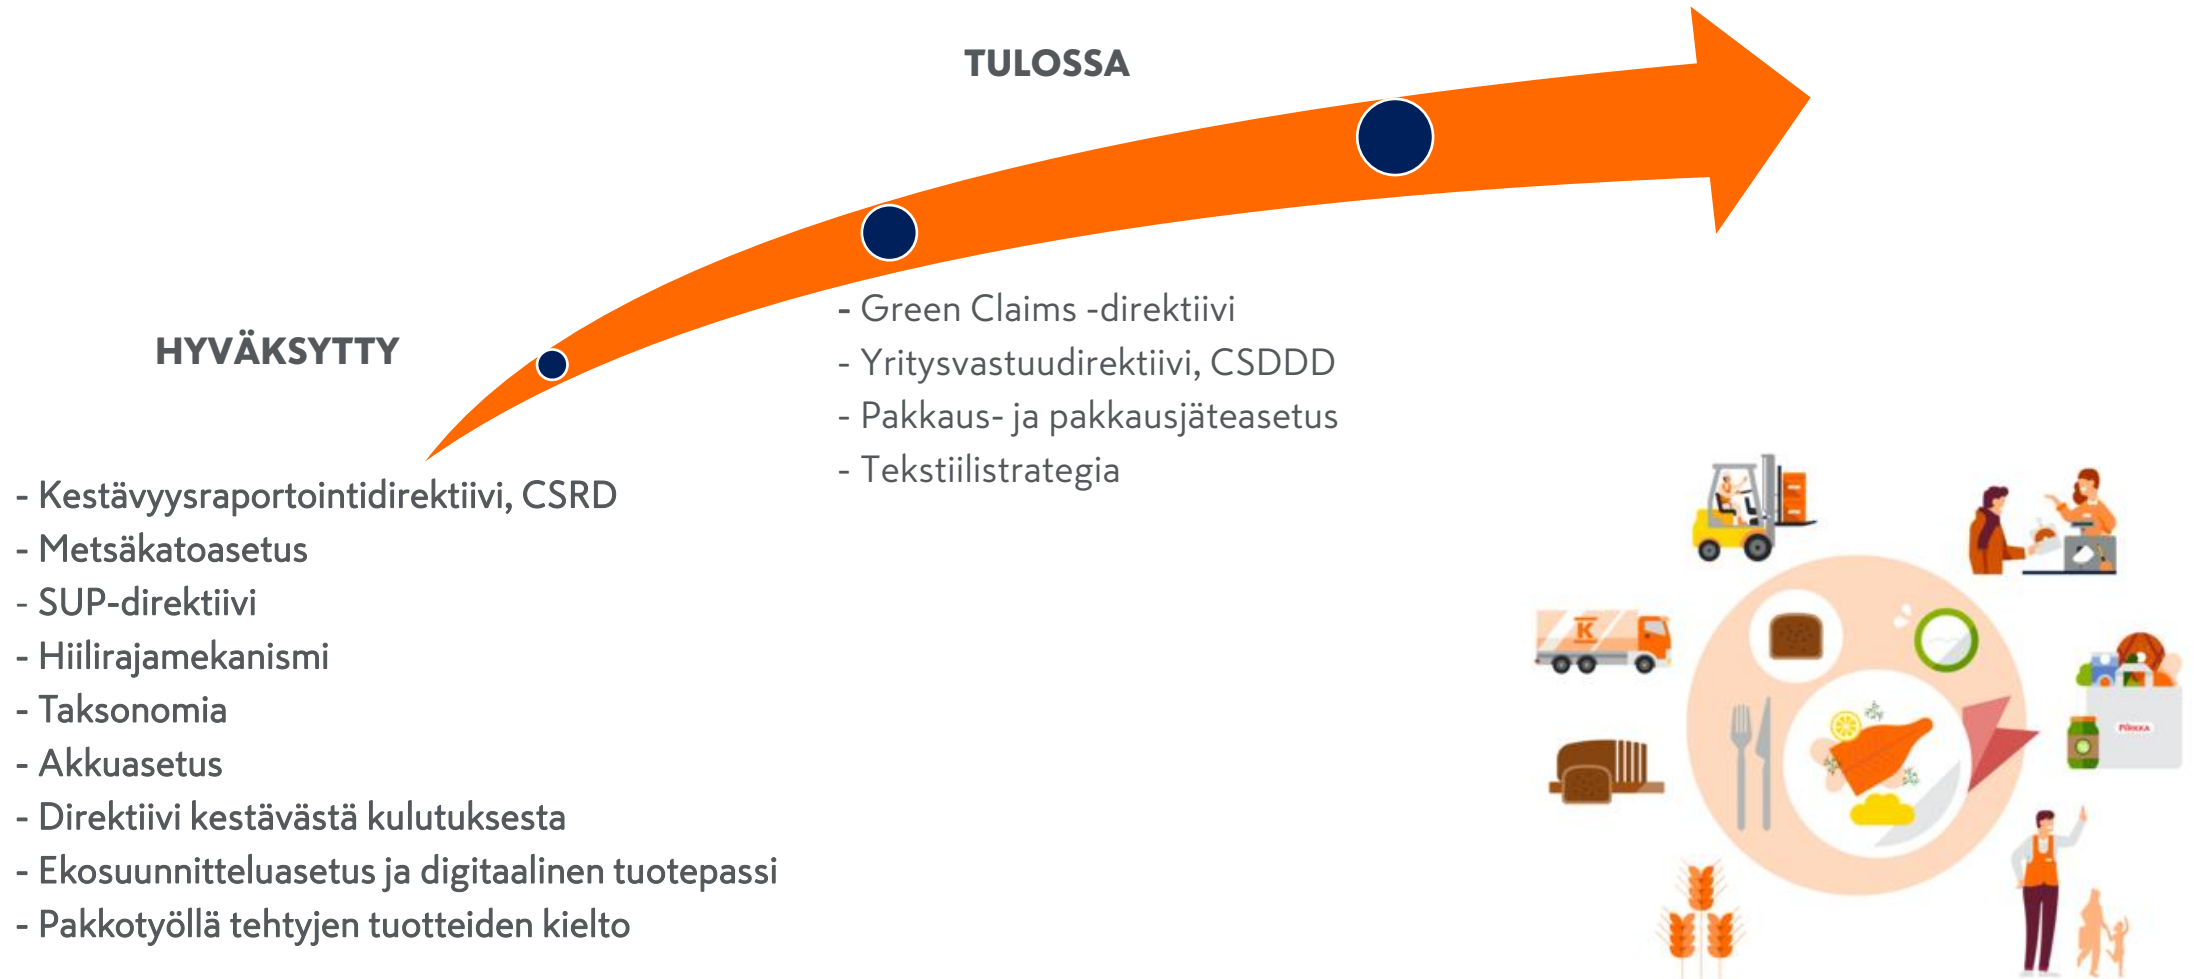 TULOSSA
HYVÄKSYTTY
- Green Claims -direktiivi
- Yritysvastuudirektiivi, CSDDD
- Pakkaus- ja pakkausjäteasetus
- Tekstiilistrategia
- Kestävyysraportointidirektiivi, CSRD
- Metsäkatoasetus
- SUP-direktiivi
- Hiilirajamekanismi
- Taksonomia
- Akkuasetus
- Direktiivi kestävästä kulutuksesta
- Ekosuunnitteluasetus ja digitaalinen tuotepassi
- Pakkotyöllä tehtyjen tuotteiden kielto
K
PIRKKA